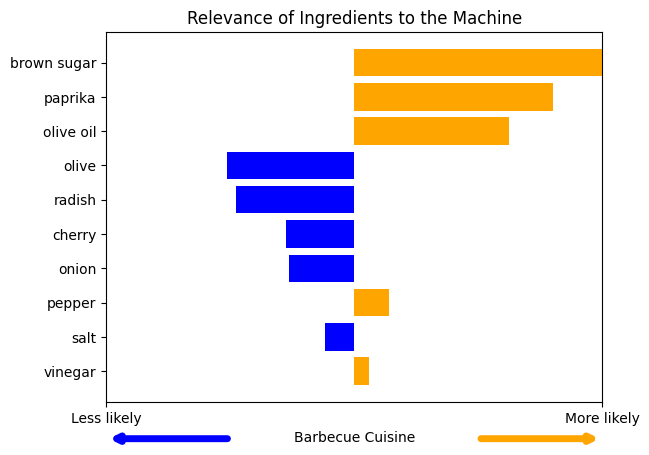 Relevance of Ingredients to the Machine
brown sugar
paprika
olive oil
olive
radish
cherry
onion
pepper
salt
vinegar
Less likely
More likely
Barbecue Cuisine